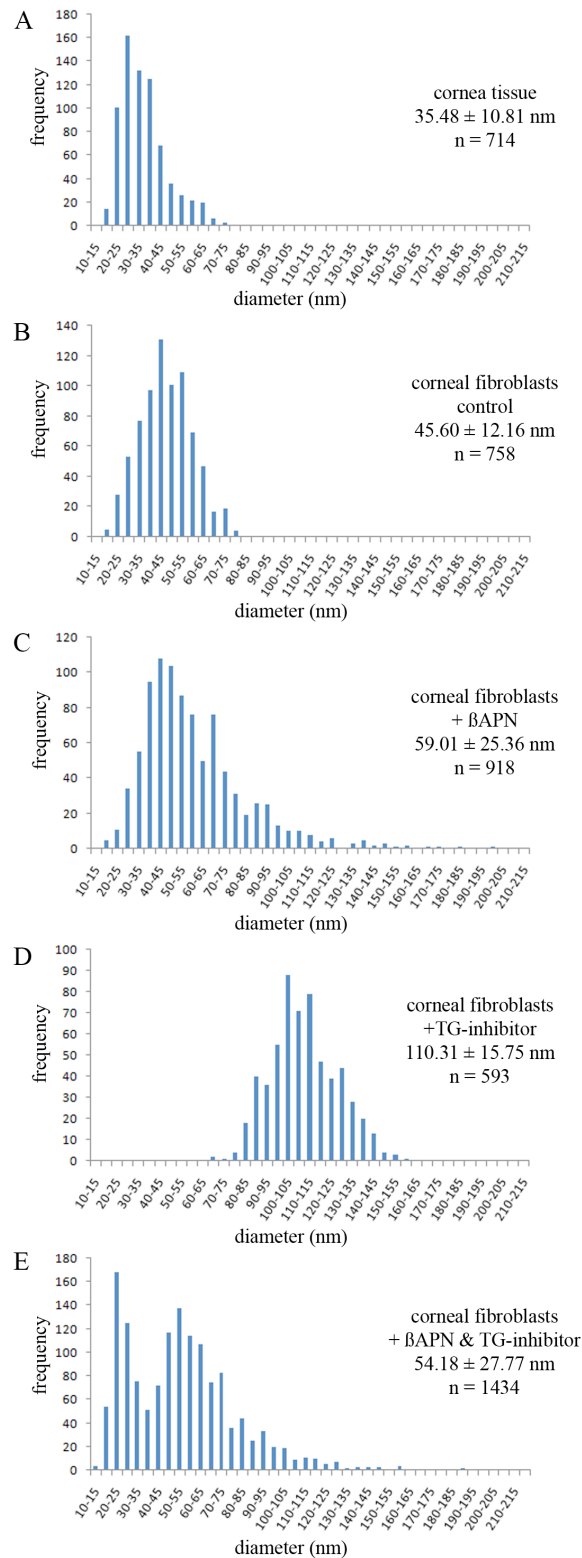 A
frequency
180
160
140
120
100
80
60
40
20
0
cornea tissue
35.48 ± 10.81 nm
n = 714
10-15 20-25 30-35 40-45 50-55 60-65 70-75 80-85 90-95 100-105 110-115 120-125 130-135 140-145 150-155 160-165 170-175 180-185 190-195 200-205 210-215
diameter (nm)
B
frequency
140
120
100
80
60
40
20
0
corneal fibroblasts
control
45.60 ± 12.16 nm
n = 758
10-15 20-25 30-35 40-45 50-55 60-65 70-75 80-85 90-95 100-105 110-115 120-125 130-135 140-145 150-155 160-165 170-175 180-185 190-195 200-205 210-215
diameter (nm)
C
frequency
120
100
80
60
40
20
0
corneal fibroblasts
+ ßAPN
59.01 ± 25.36 nm
n = 918
10-15 20-25 30-35 40-45 50-55 60-65 70-75 80-85 90-95 100-105 110-115 120-125 130-135 140-145 150-155 160-165 170-175 180-185 190-195 200-205 210-215
diameter (nm)
D
frequency
100
90
80
70
60
50
40
30
20
10
0
corneal fibroblasts
+TG-inhibitor
110.31 ± 15.75 nm
n = 593
10-15 20-25 30-35 40-45 50-55 60-65 70-75 80-85 90-95 100-105 110-115 120-125 130-135 140-145 150-155 160-165 170-175 180-185 190-195 200-205 210-215
diameter (nm)
E
frequency
180
160
140
120
100
80
60
40
20
0
corneal fibroblasts
+ ßAPN & TG-inhibitor
54.18 ± 27.77 nm
n = 1434
10-15 20-25 30-35 40-45 50-55 60-65 70-75 80-85 90-95 100-105 110-115 120-125 130-135 140-145 150-155 160-165 170-175 180-185 190-195 200-205 210-215
diameter (nm)